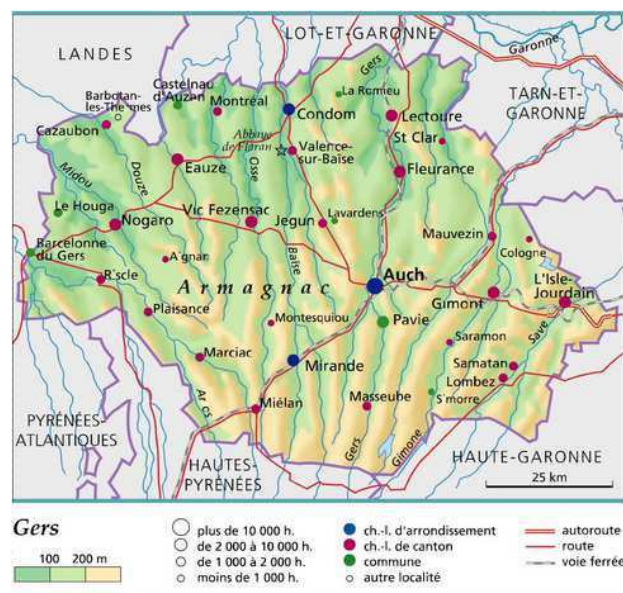 LOT-ET-GARONNE
LANDES
Garonne
Gers
Castelnau
d'Auzan
La Romieu
TARN-ET-
GARONNE
Barbotan-
les-Thermes
Montréal
Condom
Lectoure
Cazaubon
Abbaye
de Flaran
St Clar
Valence-
sur-Baïse
Midou
Douze
Eauze
Osse
Fleurance
Le Houga
Vic Fezensac
Jegun
Lavardens
Nogaro
Mauvezin
Cologne
Barcelonne
du Gers
A gnan
Baïse
Auch
L'Isle-
Jourdain
R scle
Armagnac
Gimont
Plaisance
Montesquiou
Pavie
Saramon
Save
Marciac
Mirande
Samatan
Lombez
Ar os
Miélan
Masseube
S morre
PYRÉNÉES-
ATLANTIQUES
HAUTES-
PYRÉNÉES
Gers
Gimone
HAUTE-GARONNE
25 km
Gers
100 200 m
plus de 10 000 h.
de 2 000 à 10 000 h.
de 1 000 à 2 000 h.
moins de 1 000 h.
ch.-l. d'arrondissement
ch.-l. de canton
commune
autre localité
autoroute
route
voie ferrée